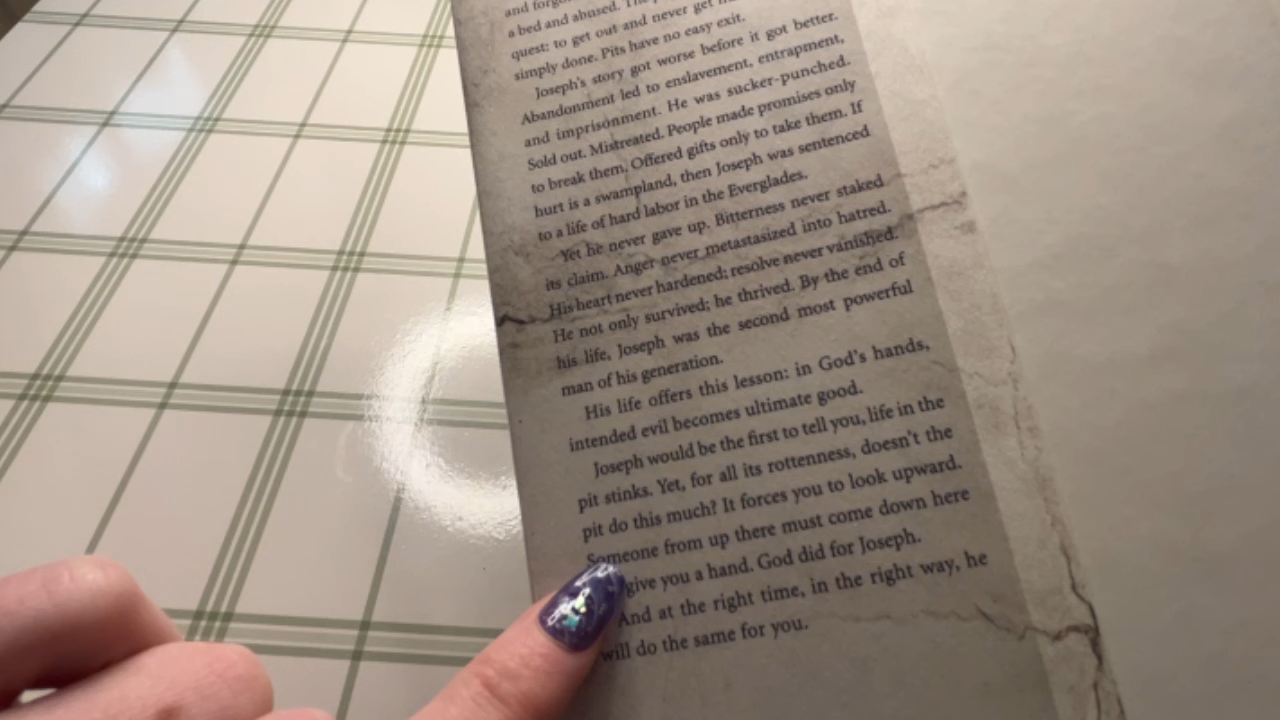 and forgo
a bed and abused. The
quest: to get out and never get
simply done. Pits have no easy exit.
Joseph's story got worse before it got better.
Abandonment led to enslavement, entrapment,
and imprisonment. He was sucker-punched.
Sold out. Mistreated. People made promises only
to break them. Offered gifts only to take them. If
hurt is a swampland, then Joseph was sentenced
to a life of hard labor in the Everglades.
Yet he never gave up. Bitterness never staked
its claim. Anger never metastasized into hatred.
His heart never hardened; resolve never vanished.
He not only survived; he thrived. By the end of
his life, Joseph was the second most powerful
man of his generation.
His life offers this lesson: in God's hands,
intended evil becomes ultimate good.
Joseph would be the first to tell you, life in the
pit stinks. Yet, for all its rottenness, doesn't the
pit do this much? It forces you to look upward.
Someone from up there must come down here
give you a hand. God did for Joseph.
And at the right time, in the right way, he
will do the same for you.